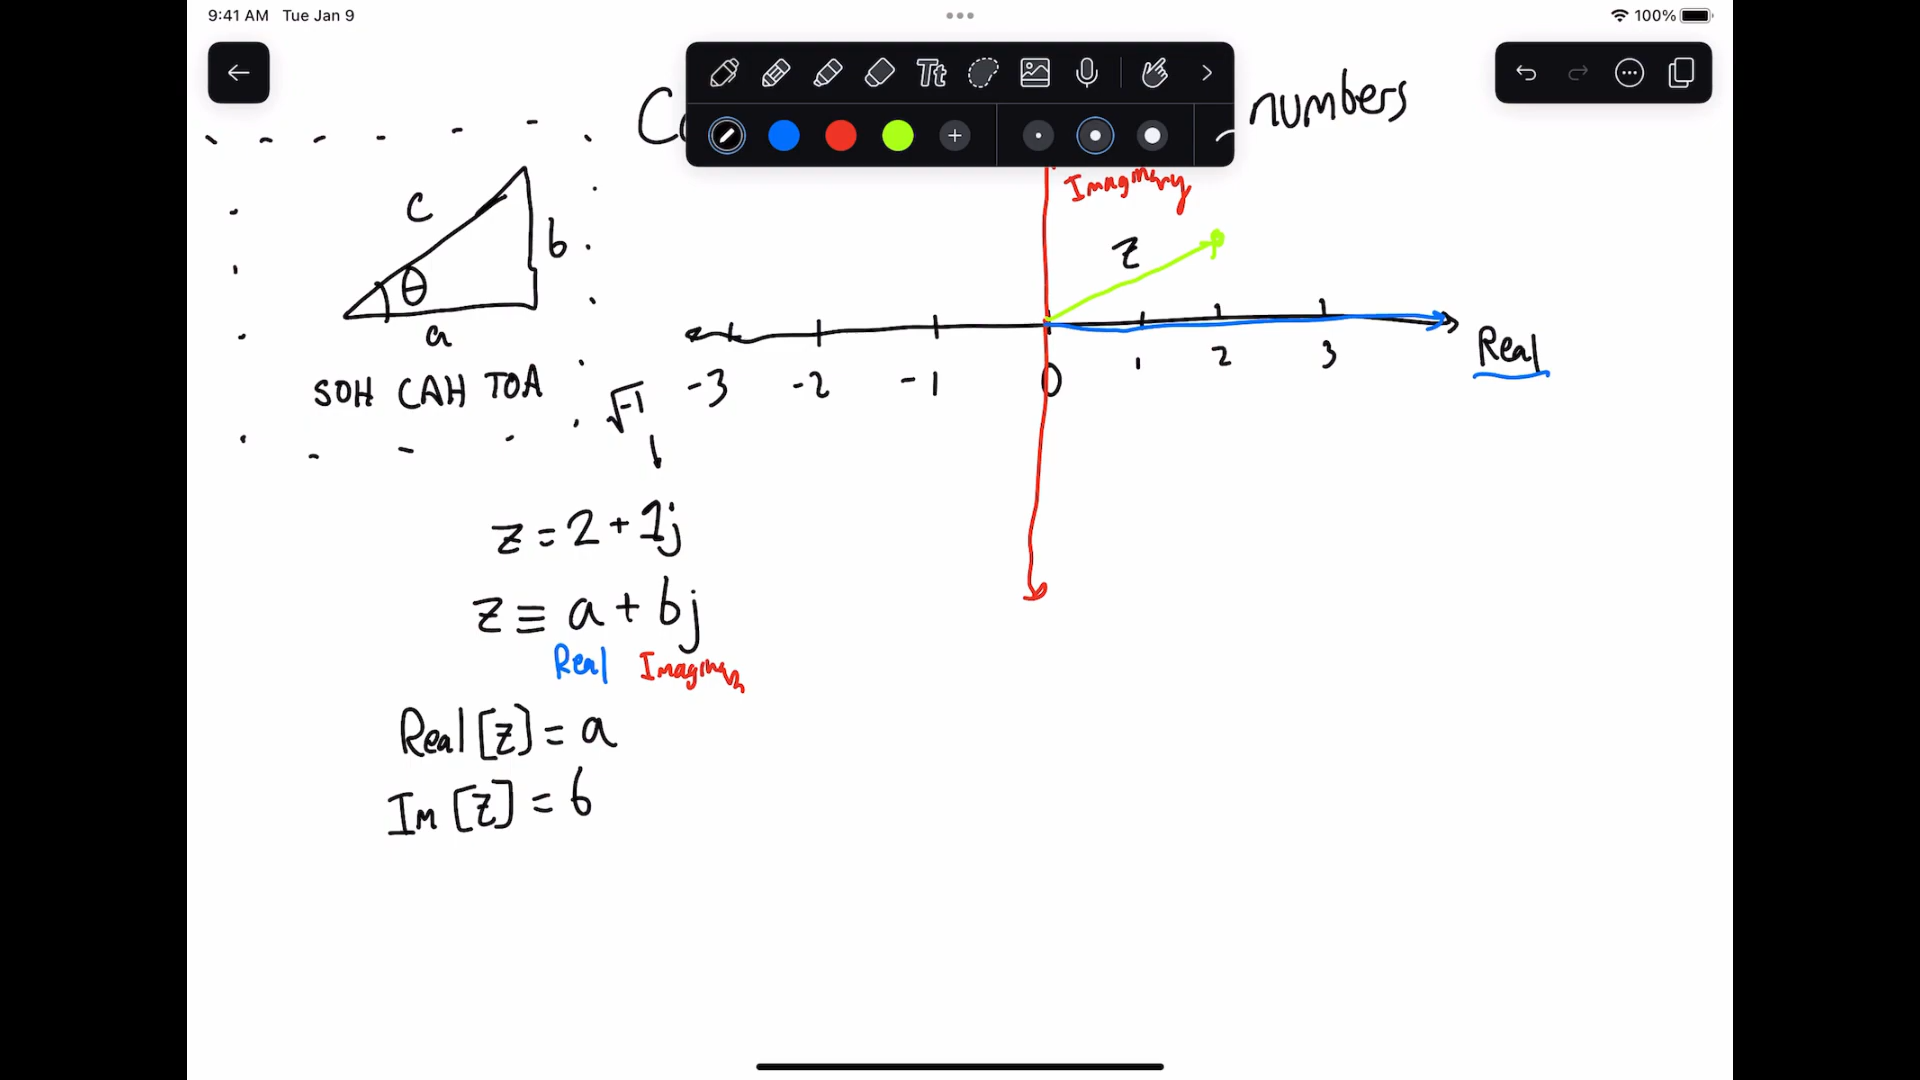 9:41 AM Tue Jan 9
100%
Tt
numbers
Imaginary
c
b
θ
a
SOH CAH TOA
z
Real
-3 -2 -1 0 1 2 3
√-1
z = 2 + 1j
z ≡ a + bj
Real Imaginary
Real [z] = a
Im [z] = b